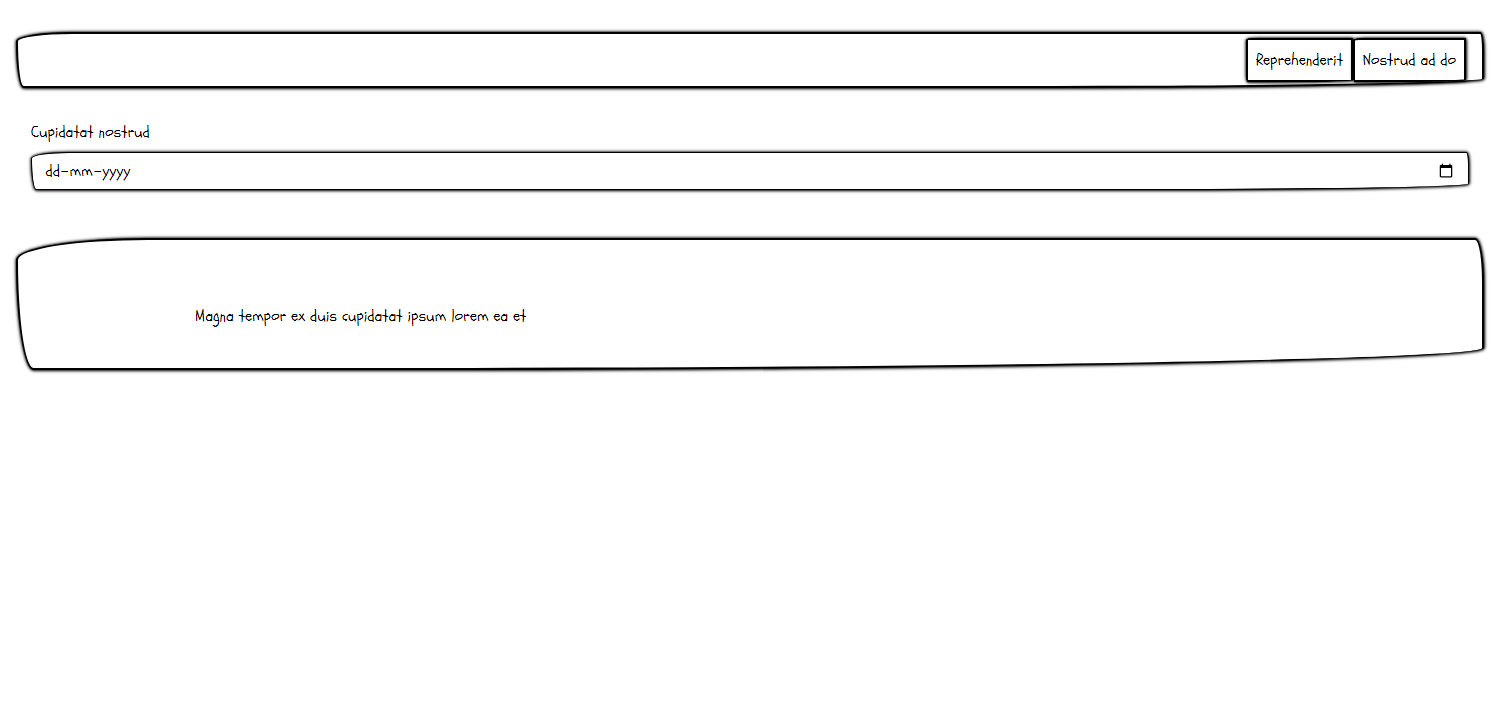 Reprehenderit Nostrud ad do
Cupidatat nostrud
dd-mm-yyyy
Magna tempor ex duis cupidatat ipsum lorem ea et